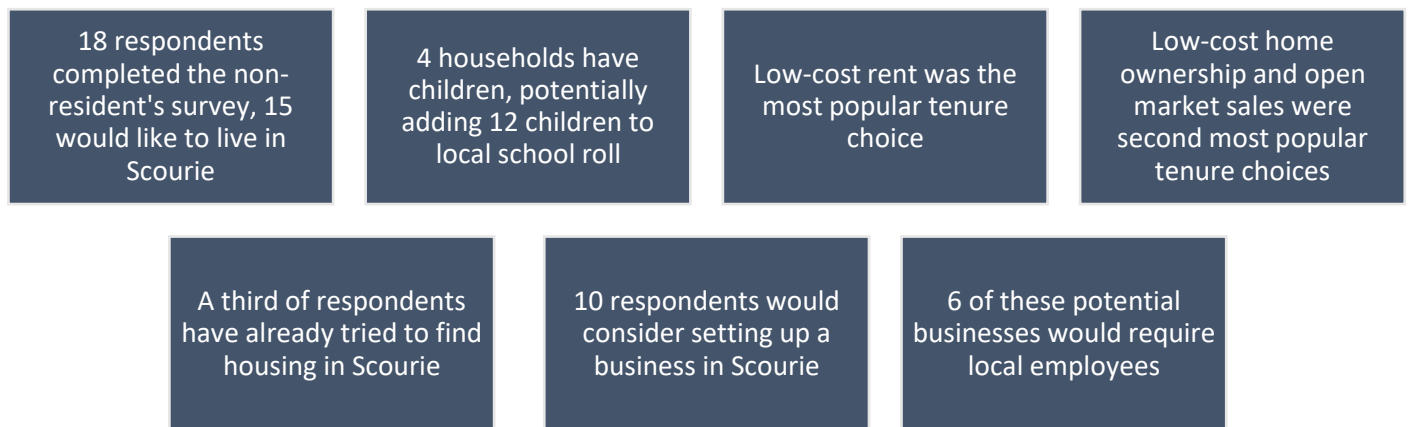 18 respondents
completed the non-
resident's survey, 15
would like to live in
Scourie
4 households have
children, potentially
adding 12 children to
local school roll
Low-cost rent was the
most popular tenure
choice
Low-cost home
ownership and open
market sales were
second most popular
tenure choices
A third of respondents
have already tried to find
housing in Scourie
10 respondents would
consider setting up a
business in Scourie
6 of these potential
businesses would require
local employees